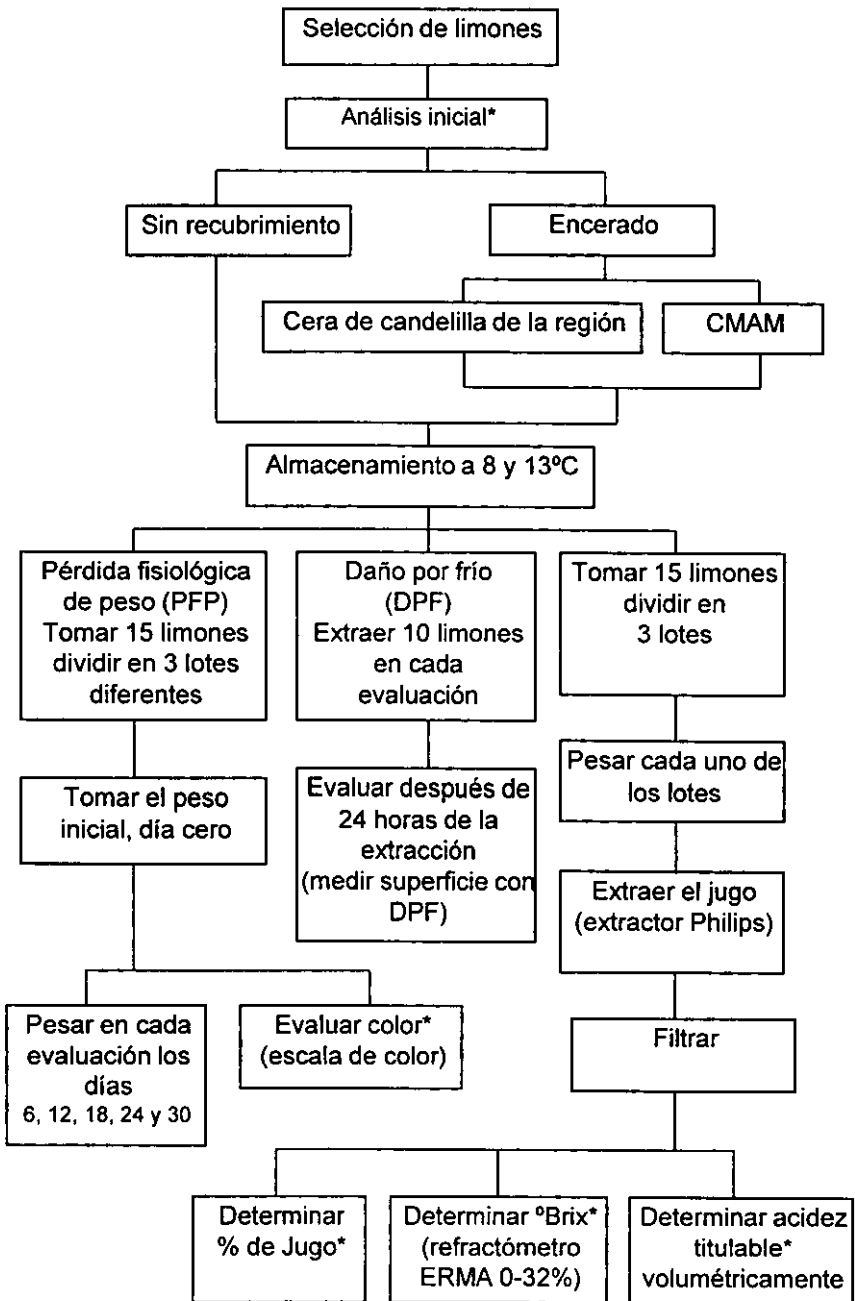 Selección de limones
Análisis inicial*
Sin recubrimiento
Encerado
Cera de candelilla de la región
CMAM
Almacenamiento a 8 y 13ºC
Pérdida fisiológica
de peso (PFP)
Tomar 15 limones
dividir en 3 lotes
diferentes
Daño por frío
(DPF)
Extraer 10 limones
en cada
evaluación
Tomar 15 limones
dividir en
3 lotes
Tomar el peso
inicial, día cero
Evaluar después de
24 horas de la
extracción
(medir superficie con
DPF)
Pesar cada uno de
los lotes
Extraer el jugo
(extractor Philips)
Pesar en cada
evaluación los
días
6, 12, 18, 24 y 30
Evaluar color*
(escala de color)
Filtrar
Determinar
% de Jugo*
Determinar ºBrix*
(refractómetro
ERMA 0-32%)
Determinar acidez
titulable*
volumétricamente